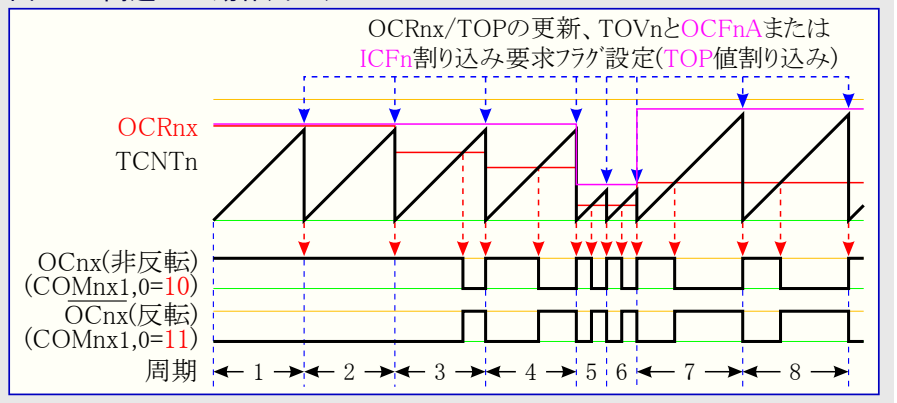 OCRnx/TOPの更新、TOVnとOCFnAまたは
ICFn割り込み要求フラグ設定(TOP値割り込み)
OCRnx
TCNTn
OCnx(非反転)
(COMnx1,0=10)
OCnx(反転)
(COMnx1,0=11)
周期 1 2 3 4 5 6 7 8